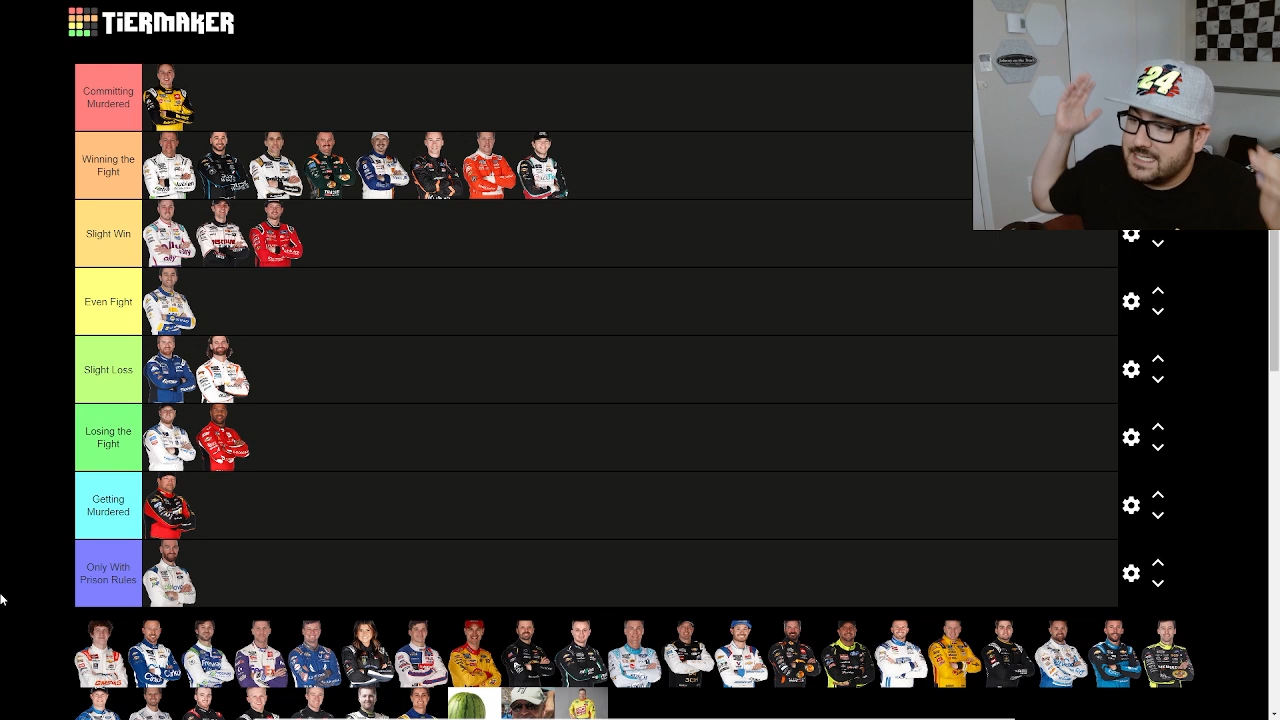 TiERMAKER
Committing
Murdered
Winning the
Fight
Slight Win
Even Fight
Slight Loss
Losing the
Fight
Getting
Murdered
Only With
Prison Rules
24
ally